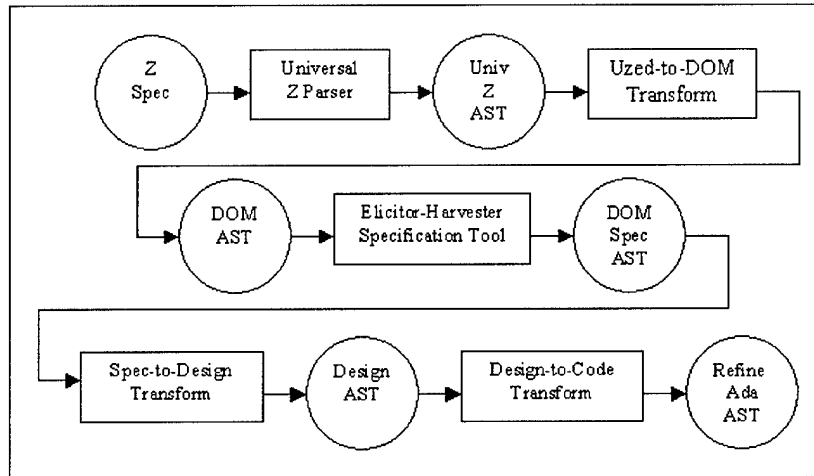 Z
Spec
Universal
Z Parser
Univ
Z
AST
Uzed-to-DOM
Transform
DOM
AST
Elicitor-Harvester
Specification Tool
DOM
Spec
AST
Spec-to-Design
Transform
Design
AST
Design-to-Code
Transform
Refine
Ada
AST